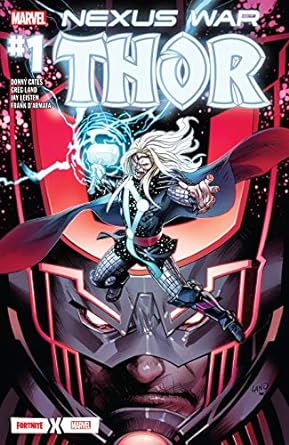 MARVEL
NEXUS WAR
#1
THOR
DONNY CATES
GREG LAND
JAY LEISTEN
FRANK D'ARMATA
LAND
FORTNITE X MARVEL